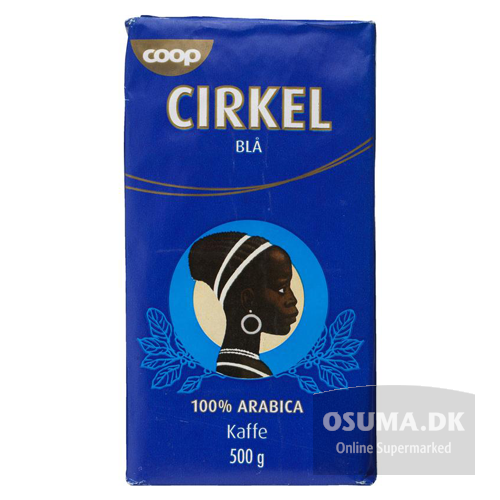 coop
CIRKEL
BLÅ
100% ARABICA
Kaffe
500 g
OSUMA.DK
Online Supermarked